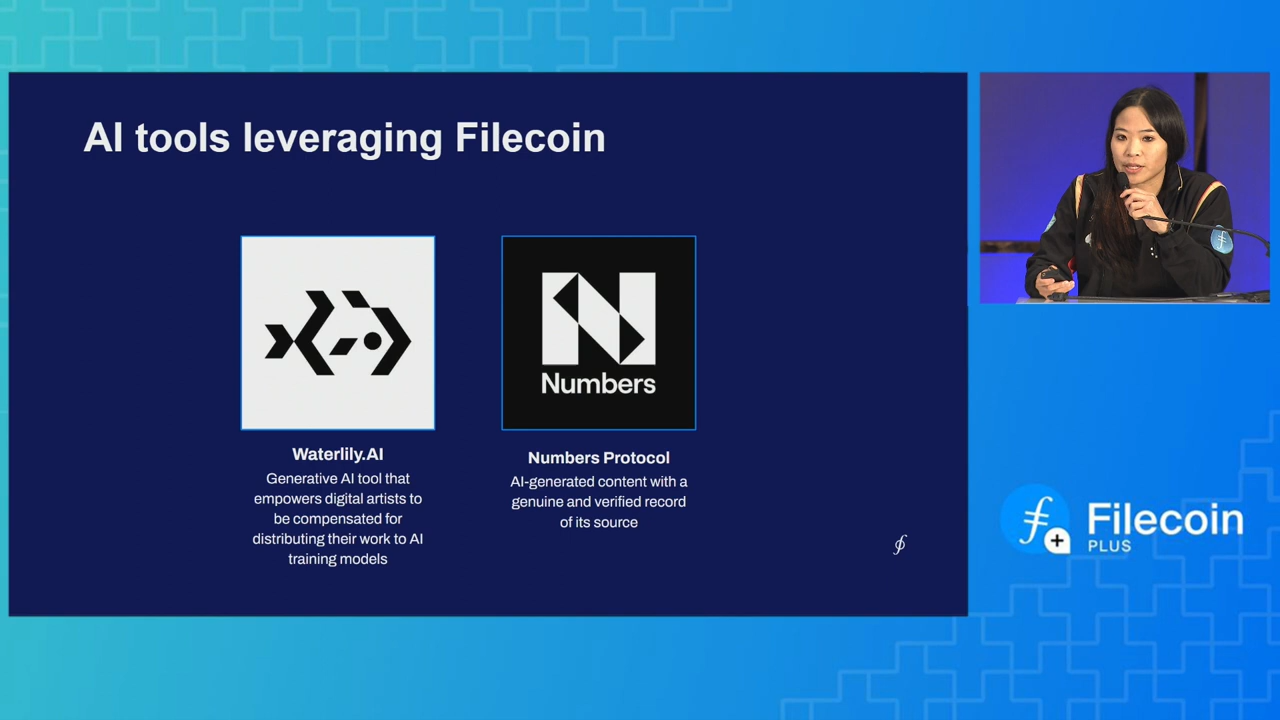 AI tools leveraging Filecoin
Numbers
Waterlily.AI
Generative AI tool that
empowers digital artists to
be compensated for
distributing their work to AI
training models
Numbers Protocol
AI-generated content with a
genuine and verified record
of its source
Filecoin
PLUS